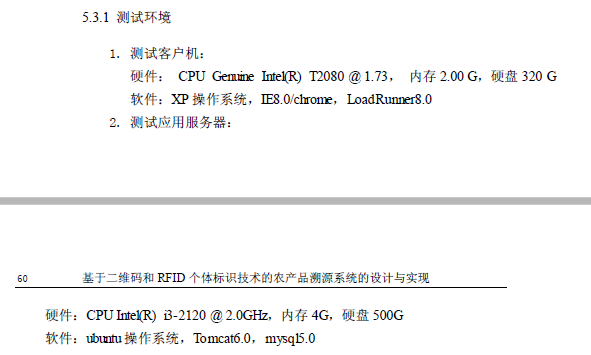 5.3.1 测试环境
1. 测试客户机：
硬件： CPU Genuine Intel(R) T2080 @ 1.73， 内存 2.00 G，硬盘 320 G
软件：XP 操作系统，IE8.0/chrome，LoadRunner8.0
2. 测试应用服务器：
60 基于二维码和 RFID 个体标识技术的农产品溯源系统的设计与实现
硬件：CPU Intel(R) i3-2120 @ 2.0GHz，内存 4G，硬盘 500G
软件：ubuntu 操作系统，Tomcat6.0，mysql5.0